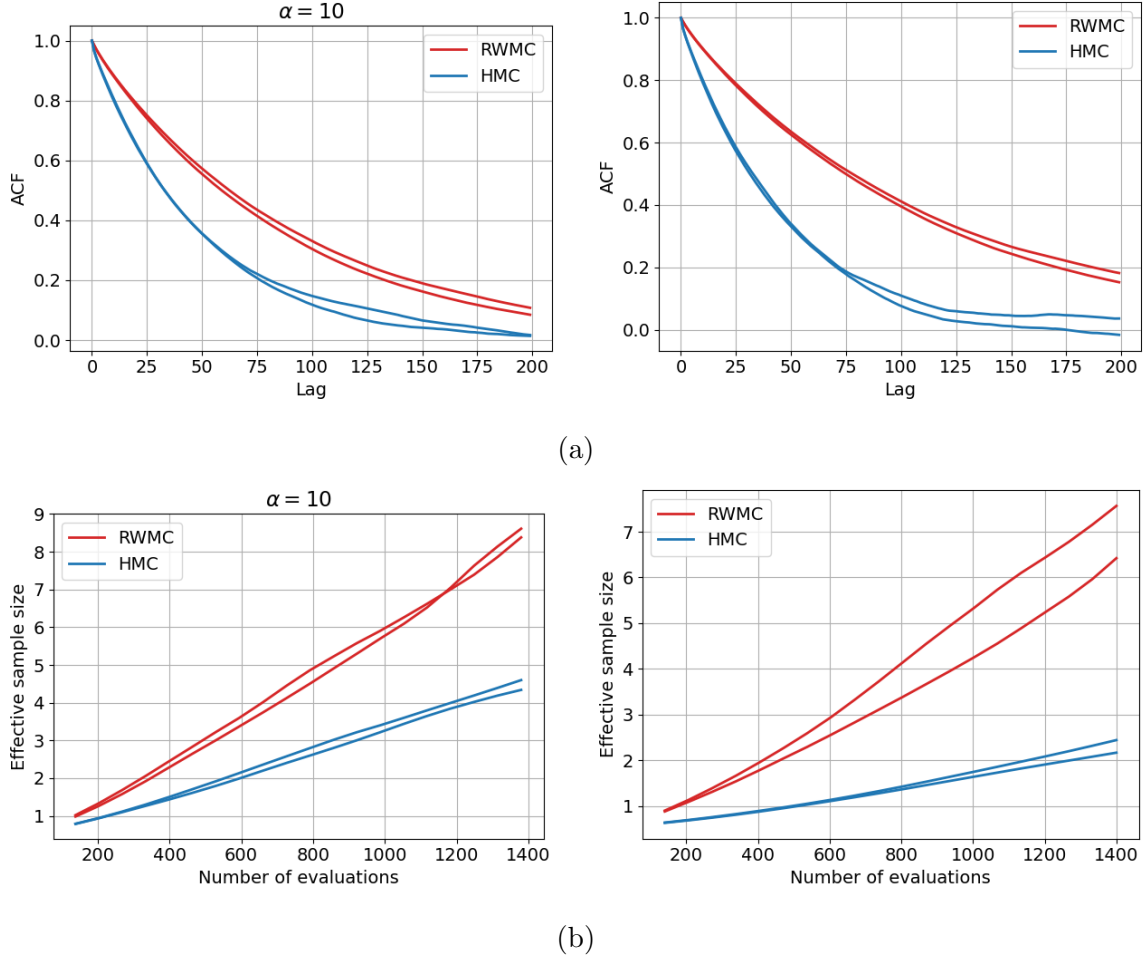 α = 10
RWMC
HMC
1.0
0.8
0.6
0.4
0.2
0.0
ACF
0 25 50 75 100 125 150 175 200
Lag
RWMC
HMC
1.0
0.8
0.6
0.4
0.2
0.0
ACF
0 25 50 75 100 125 150 175 200
Lag
(a)
α = 10
RWMC
HMC
9
8
7
6
5
4
3
2
1
Effective sample size
200 400 600 800 1000 1200 1400
Number of evaluations
RWMC
HMC
7
6
5
4
3
2
1
Effective sample size
200 400 600 800 1000 1200 1400
Number of evaluations
(b)